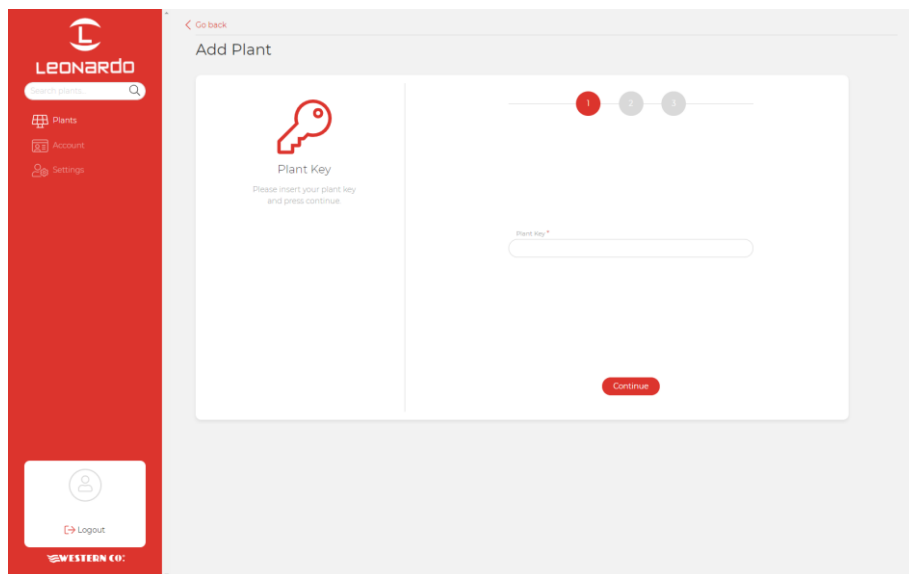 LEONARDO
Search plants...
Plants
Account
Settings
Logout
WESTERN CO:
Go back
Add Plant
Plant Key
Please insert your plant key
and press continue
1 2 3
Plant Key *
Continue